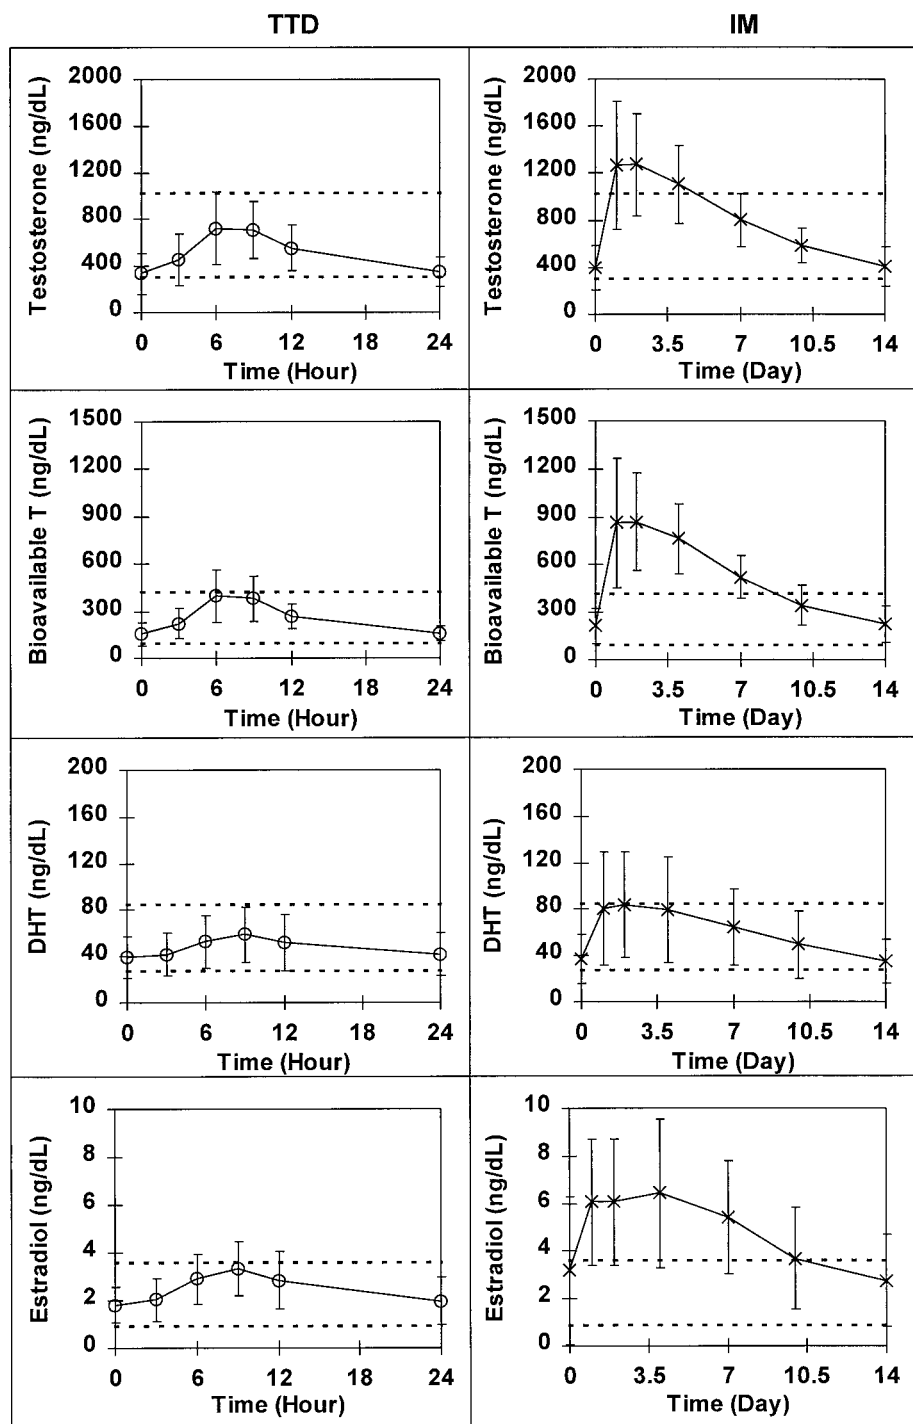 TTD
IM
Testosterone (ng/dL)
2000
1600
1200
800
400
0
0 6 12 18 24
Time (Hour)
Testosterone (ng/dL)
2000
1600
1200
800
400
0
0 3.5 7 10.5 14
Time (Day)
Bioavailable T (ng/dL)
1500
1200
900
600
300
0
0 6 12 18 24
Time (Hour)
Bioavailable T (ng/dL)
1500
1200
900
600
300
0
0 3.5 7 10.5 14
Time (Day)
DHT (ng/dL)
200
160
120
80
40
0
0 6 12 18 24
Time (Hour)
DHT (ng/dL)
200
160
120
80
40
0
0 3.5 7 10.5 14
Time (Day)
Estradiol (ng/dL)
10
8
6
4
2
0
0 6 12 18 24
Time (Hour)
Estradiol (ng/dL)
10
8
6
4
2
0
0 3.5 7 10.5 14
Time (Day)